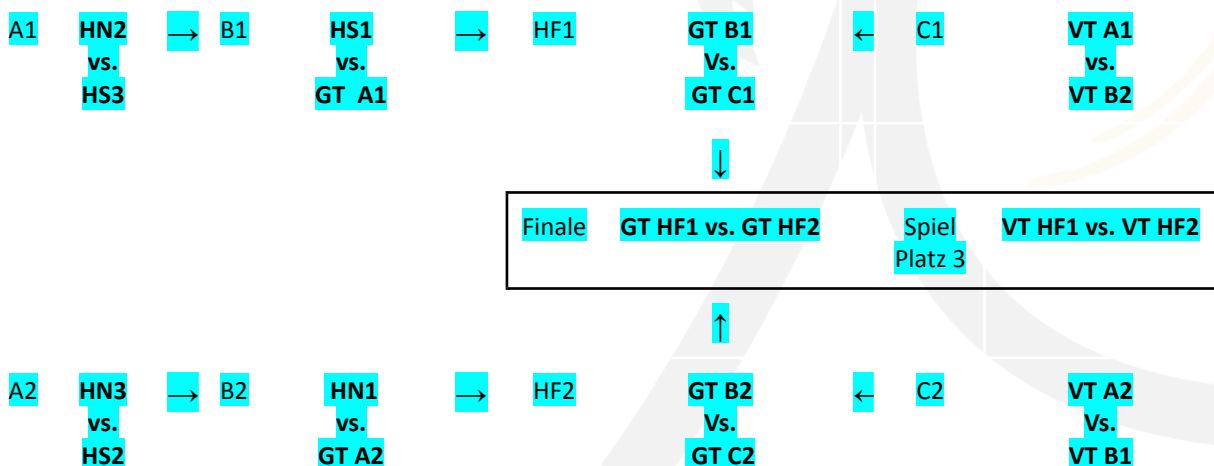 A1 HN2 → B1 HS1 → HF1 GT B1 ← C1 VT A1
vs. vs. Vs. vs.
HS3 GT A1 GT C1 VT B2
↓
Finale GT HF1 vs. GT HF2 Spiel VT HF1 vs. VT HF2
Platz 3
↑
A2 HN3 → B2 HN1 → HF2 GT B2 ← C2 VT A2
vs. vs. Vs. Vs.
HS2 GT A2 GT C2 VT B1